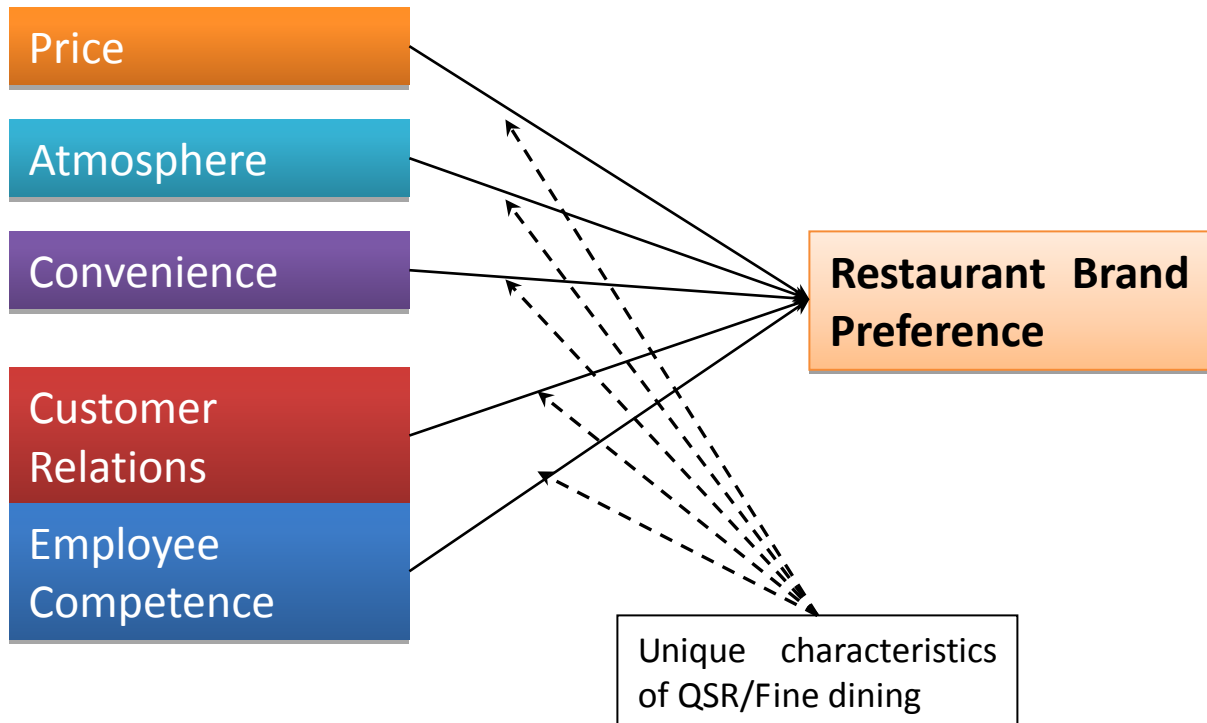 Price
Atmosphere
Convenience
Customer
Relations
Employee
Competence
Restaurant Brand
Preference
Unique characteristics
of QSR/Fine dining